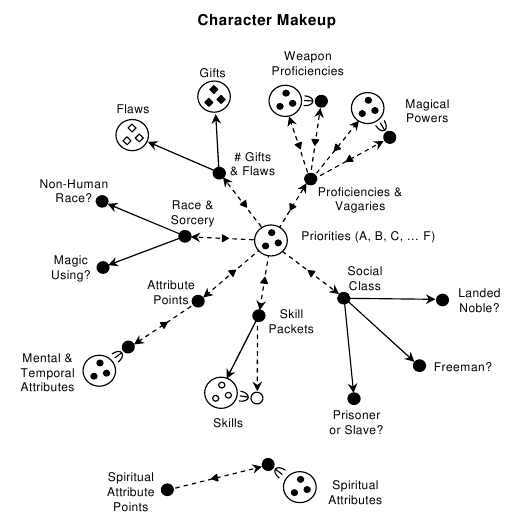 Character Makeup
Weapon
Proficiencies
Gifts
Flaws
Magical
Powers
# Gifts
& Flaws
Non-Human
Race?
Race &
Sorcery
Proficiencies &
Vagaries
Priorities (A, B, C, ... F)
Magic
Using?
Attribute
Points
Social
Class
Landed
Noble?
Skill
Packets
Mental &
Temporal
Attributes
Freeman?
Skills
Prisoner
or Slave?
Spiritual
Attribute
Points
Spiritual
Attributes